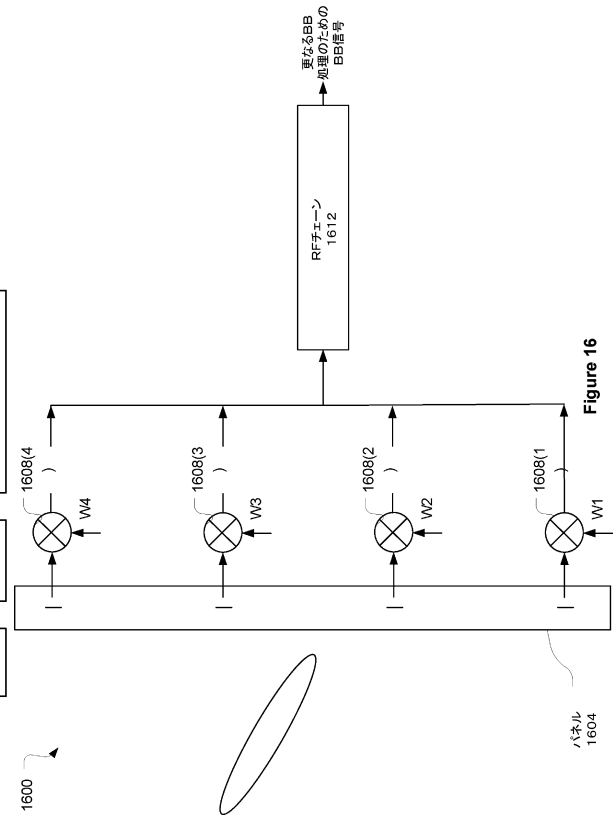 1600
パネル
1604
1608(4
)
W4
1608(3
)
W3
1608(2
)
W2
1608(1
)
W1
RFチェーン
1612
更なるBB
処理のための
BB信号
Figure 16